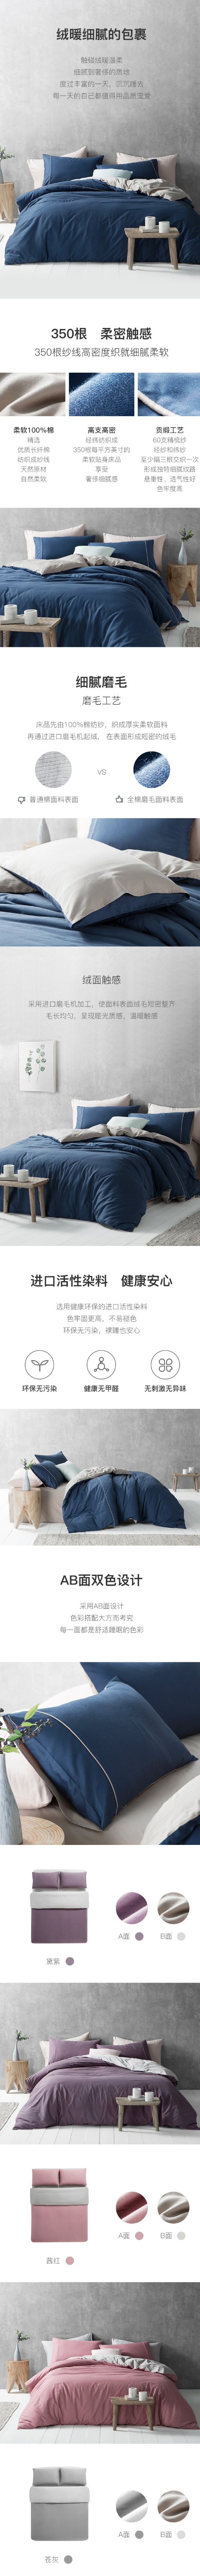 绒暖细腻的包裹
触碰绒暖温柔
细腻到奢侈的质地
度过丰富的一天，沉沉睡去
每一天的自己都值得用品质宠爱
350根 柔密触感
350根纱线高密度织就细腻柔软
柔软100%棉
精选
优质长纤棉
纺织成纱线
天然原材
自然柔软
高支高密
经纬纺织成
350根每平方英寸的
柔软贴身床品
享受
奢侈细腻感
贡缎工艺
60支精梳纱
经纱和纬纱
至少隔三根交织一次
形成独特细腻纹路
悬垂性、透气性好
色牢度高
细腻磨毛
磨毛工艺
床品先由100%棉纺纱，织成厚实柔软面料
再通过进口磨毛机起绒，在表面形成短密的绒毛
VS
普通棉面料表面
全棉磨毛面料表面
绒面触感
采用进口磨毛机加工，使面料表面绒毛短密整齐
毛长均匀，呈现超光质感，温暖触感
进口活性染料 健康安心
选用健康环保的进口活性染料
色牢固更高，不易褪色
环保无污染，裸睡也安心
环保无污染
健康无甲醛
无刺激无异味
AB面双色设计
采用AB面设计
色彩搭配大方而考究
每一面都是舒适睡眠的色彩
A面
B面
黛紫
A面
B面
茜红
A面
B面
苍灰